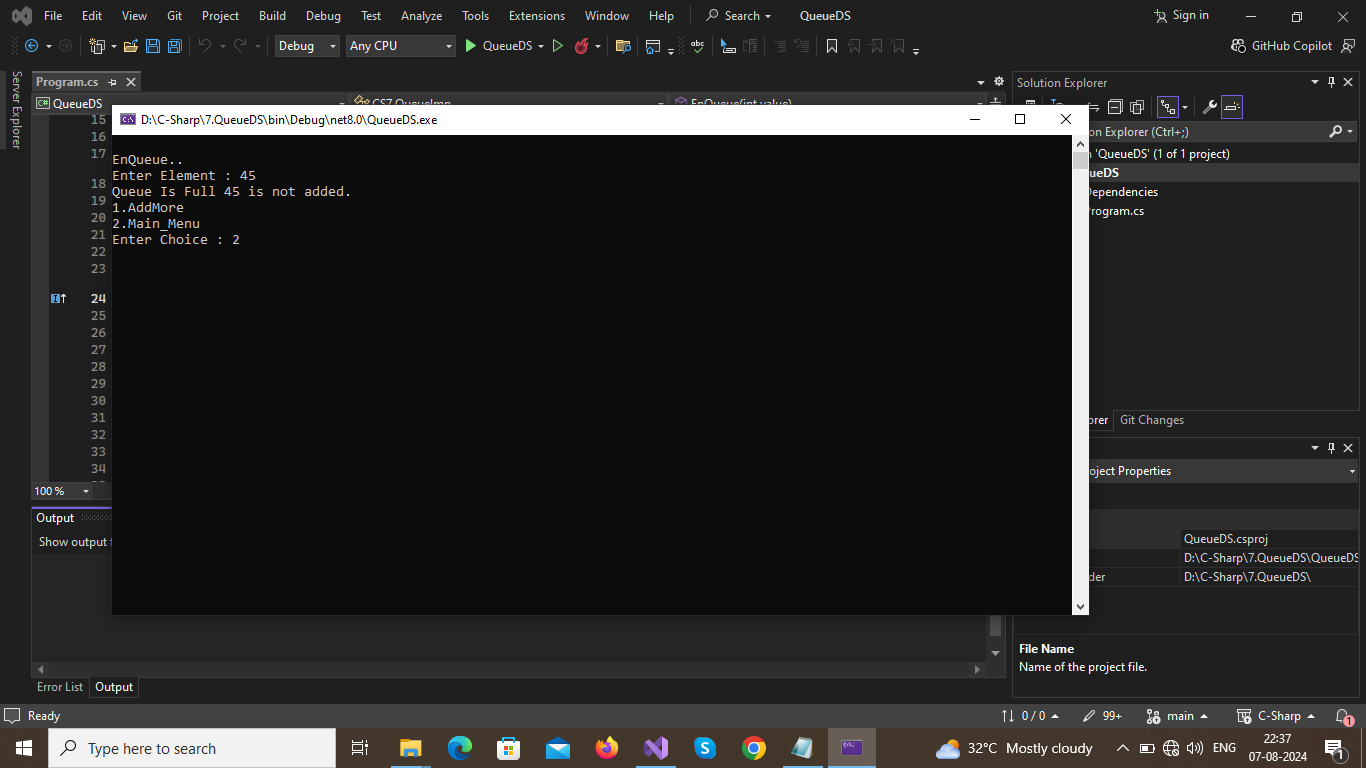 File Edit View Git Project Build Debug Test Analyze Tools Extensions Window Help Search QueueDS Sign in
Debug Any CPU QueueDS GitHub Copilot
Server Explorer
Program.cs
QueueDS CS7.QueueImp EnQueue(int value)
15
16
17
18
19
20
21
22
23
24
25
26
27
28
29
30
31
32
33
34
100 %
D:\C-Sharp\7.QueueDS\bin\Debug\net8.0\QueueDS.exe
EnQueue..
Enter Element : 45
Queue Is Full 45 is not added.
1.AddMore
2.Main_Menu
Enter Choice : 2
Solution Explorer
on Explorer (Ctrl+;)
'QueueDS' (1 of 1 project)
ueDS
Dependencies
Program.cs
orer Git Changes
oject Properties
QueueDS.csproj
D:\C-Sharp\7.QueueDS\QueueDS
der D:\C-Sharp\7.QueueDS\
File Name
Name of the project file.
Output
Show output
Error List Output
Ready 0 / 0 99+ main C-Sharp 1
Type here to search 32°C Mostly cloudy ENG 22:37
07-08-2024 1